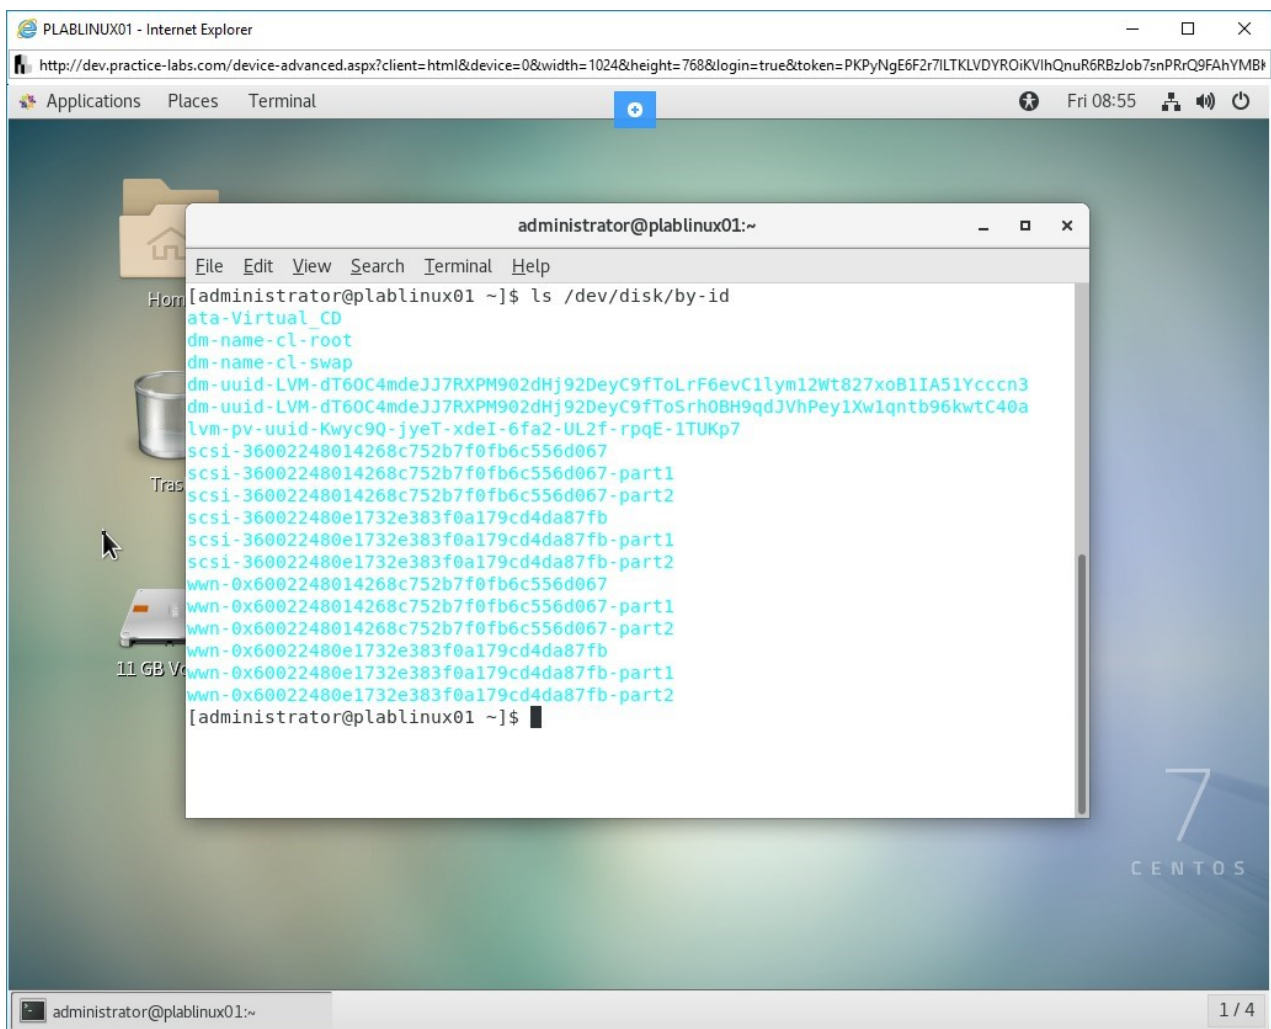 PLABLINUX01 - Internet Explorer
http://dev.practice-labs.com/device-advanced.aspx?client=html&device=0&width=1024&height=768&login=true&token=
Applications Places Terminal Fri 08:55
administrator@plablinux01:~
File Edit View Search Terminal Help
[administrator@plablinux01 ~]$ ls /dev/disk/by-id
ata-Virtual_CD
dm-name-cl-root
dm-name-cl-swap
dm-uuid-LVM-dT6OC4mdeJJ7RXPM902dHj92DeyC9fToLrF6evC1lym12Wt827xoB1IA51Ycccn3
dm-uuid-LVM-dT6OC4mdeJJ7RXPM902dHj92DeyC9fToSrhOBH9qdJVhPey1Xw1qntb96kwtC40a
lvm-pv-uuid-Kwyc9Q-jyeT-xdeI-6fa2-UL2f-rpqE-1TUKp7
scsi-36002248014268c752b7f0fb6c556d067
scsi-36002248014268c752b7f0fb6c556d067-part1
scsi-36002248014268c752b7f0fb6c556d067-part2
scsi-360022480e1732e383f0a179cd4da87fb
scsi-360022480e1732e383f0a179cd4da87fb-part1
scsi-360022480e1732e383f0a179cd4da87fb-part2
wwn-0x6002248014268c752b7f0fb6c556d067
wwn-0x6002248014268c752b7f0fb6c556d067-part1
wwn-0x6002248014268c752b7f0fb6c556d067-part2
wwn-0x60022480e1732e383f0a179cd4da87fb
wwn-0x60022480e1732e383f0a179cd4da87fb-part1
wwn-0x60022480e1732e383f0a179cd4da87fb-part2
[administrator@plablinux01 ~]$
Hom
Tras
11 GB Vo
7
CENTOS
administrator@plablinux01:~ 1 / 4